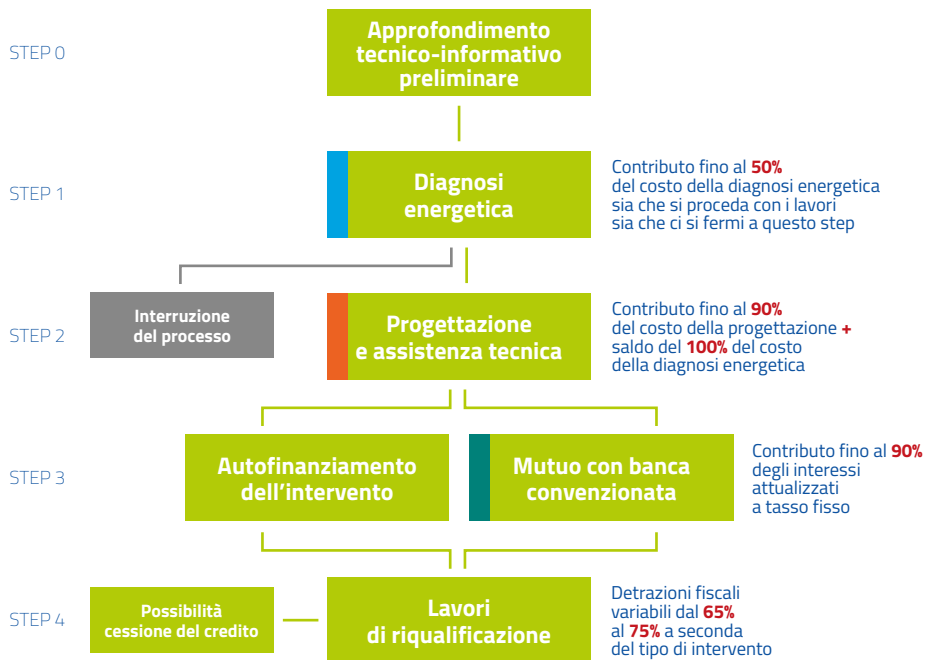 STEP 0
Approfondimento
tecnico-informativo
preliminare
STEP 1
Diagnosi
energetica
Contributo fino al 50%
del costo della diagnosi energetica
sia che si proceda con i lavori
sia che ci si fermi a questo step
STEP 2
Interruzione
del processo
Progettazione
e assistenza tecnica
Contributo fino al 90%
del costo della progettazione +
saldo del 100% del costo
della diagnosi energetica
STEP 3
Autofinanziamento
dell'intervento
Mutuo con banca
convenzionata
Contributo fino al 90%
degli interessi
attualizzati
a tasso fisso
STEP 4
Possibilità
cessione del credito
Lavori
di riqualificazione
Detrazioni fiscali
variabili dal 65%
al 75% a seconda
del tipo di intervento